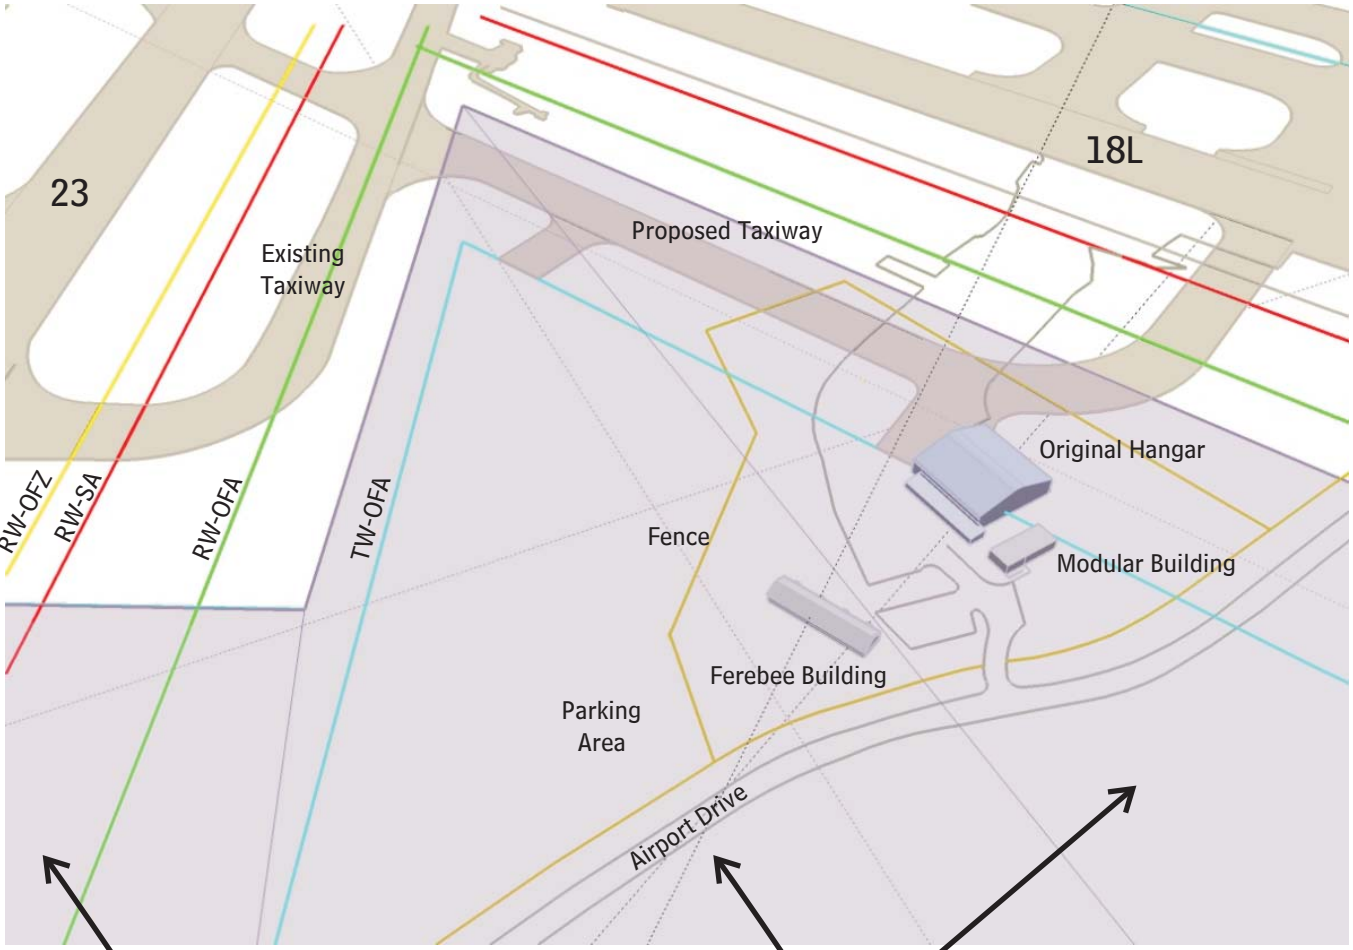 18L
23
Proposed Taxiway
Existing
Taxiway
Original Hangar
RW-OFZ
RW-SA
RW-OFA
TW-OFA
Fence
Modular Building
Ferebee Building
Parking
Area
Airport Drive